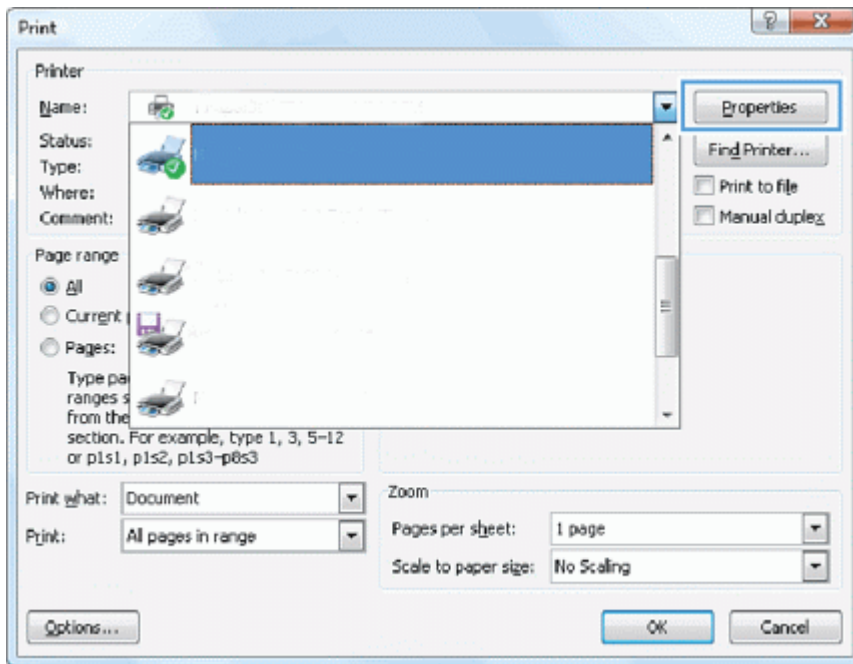 Print
Printer
Name:
Properties
Status:
Find Printer...
Type:
Print to file
Where:
Manual duplex
Comment:
Page range
All
Current
Pages:
Type
ranges
from the
section. For example, type 1, 3, 5-12
or p1s1, p1s2, p1s3-p8s3
Print what: Document
Print: All pages in range
Zoom
Pages per sheet: 1 page
Scale to paper size: No Scaling
Options...
OK
Cancel